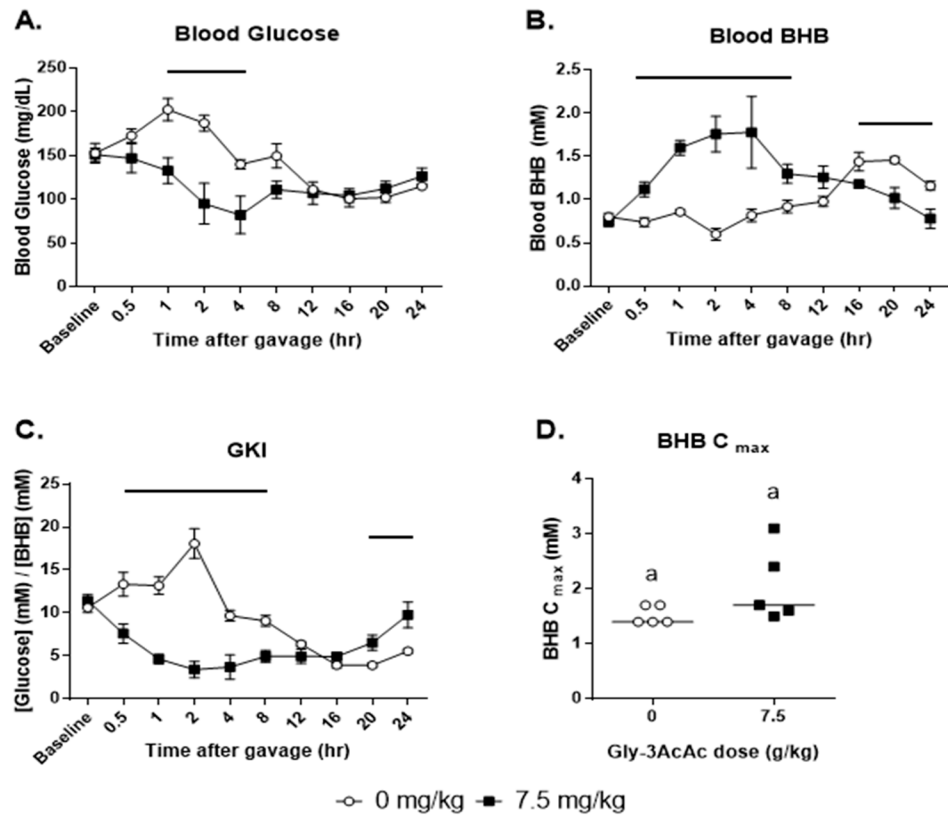 A.
Blood Glucose
Blood Glucose (mg/dL)
250
200
150
100
50
0
Baseline
0.5
1
2
4
8
12
16
20
24
Time after gavage (hr)
B.
Blood BHB
Blood BHB (mM)
2.5
2.0
1.5
1.0
0.5
0.0
Baseline
0.5
1
2
4
8
12
16
20
24
Time after gavage (hr)
C.
GKI
[Glucose] (mM) / [BHB] (mM)
25
20
15
10
5
0
Baseline
0.5
1
2
4
8
12
16
20
24
Time after gavage (hr)
D.
BHB C max
BHB C max (mM)
4
3
2
1
0
a
a
0
7.5
Gly-3AcAc dose (g/kg)
0 mg/kg
7.5 mg/kg